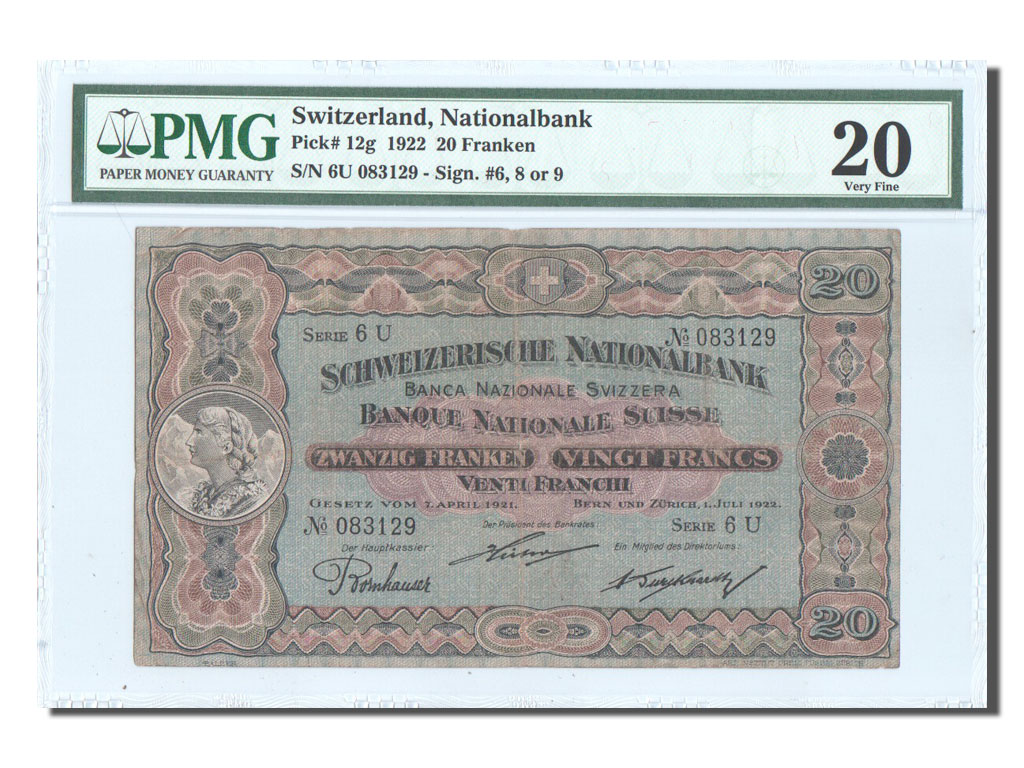 PMG
PAPER MONEY GUARANTY
Switzerland, Nationalbank
Pick# 12g 1922 20 Franken
S/N 6U 083129 - Sign. #6, 8 or 9
20
Very Fine
20
SERIE 6 U
No 083129
SCHWEIZERISCHE NATIONALBANK
BANCA NAZIONALE SVIZZERA
BANQUE NATIONALE SUISSE
ZWANZIG FRANKEN VINGT FRANCS
VENTI FRANCHI
GESETZ VOM 7. APRIL 1921.
BERN UND ZÜRICH, 1. JULI 1922.
No 083129
Der Präsident des Bankrates
SERIE 6 U
Der Hauptkassier:
Ein Mitglied des Direktoriums:
Bornhauser
20